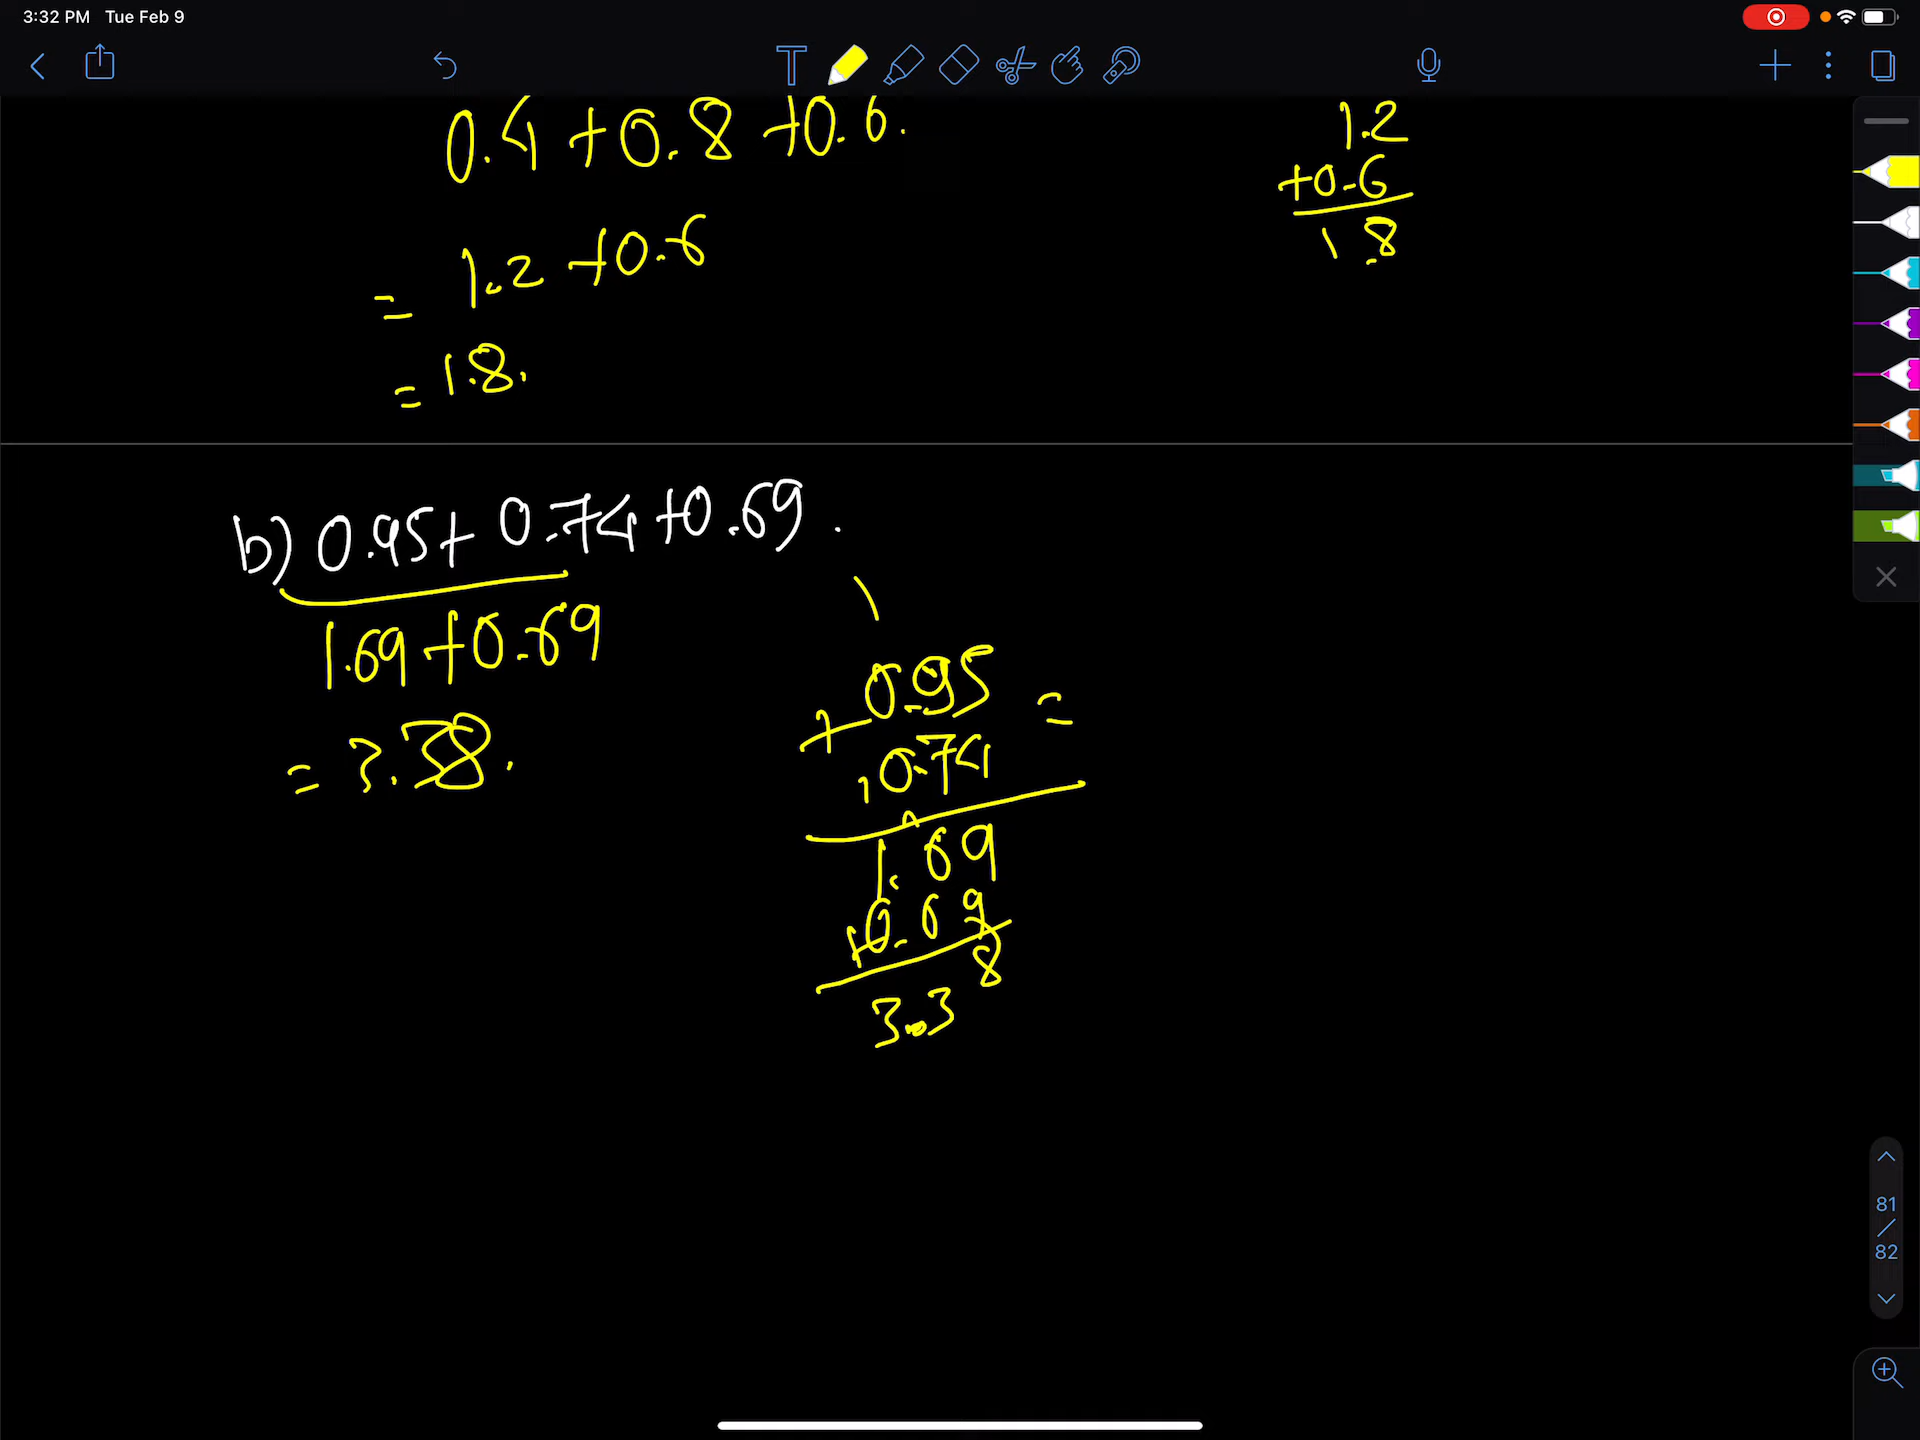 3:32 PM Tue Feb 9
0.4 + 0.8 + 0.6.
= 1.2 + 0.6
= 1.8.
1.2
+0.6
1.8
b) 0.95 + 0.74 + 0.69.
1.69 + 0.69
= 3.38.
0.95 =
+ 0.74
1.69
+0.69
3.38
81
/
82